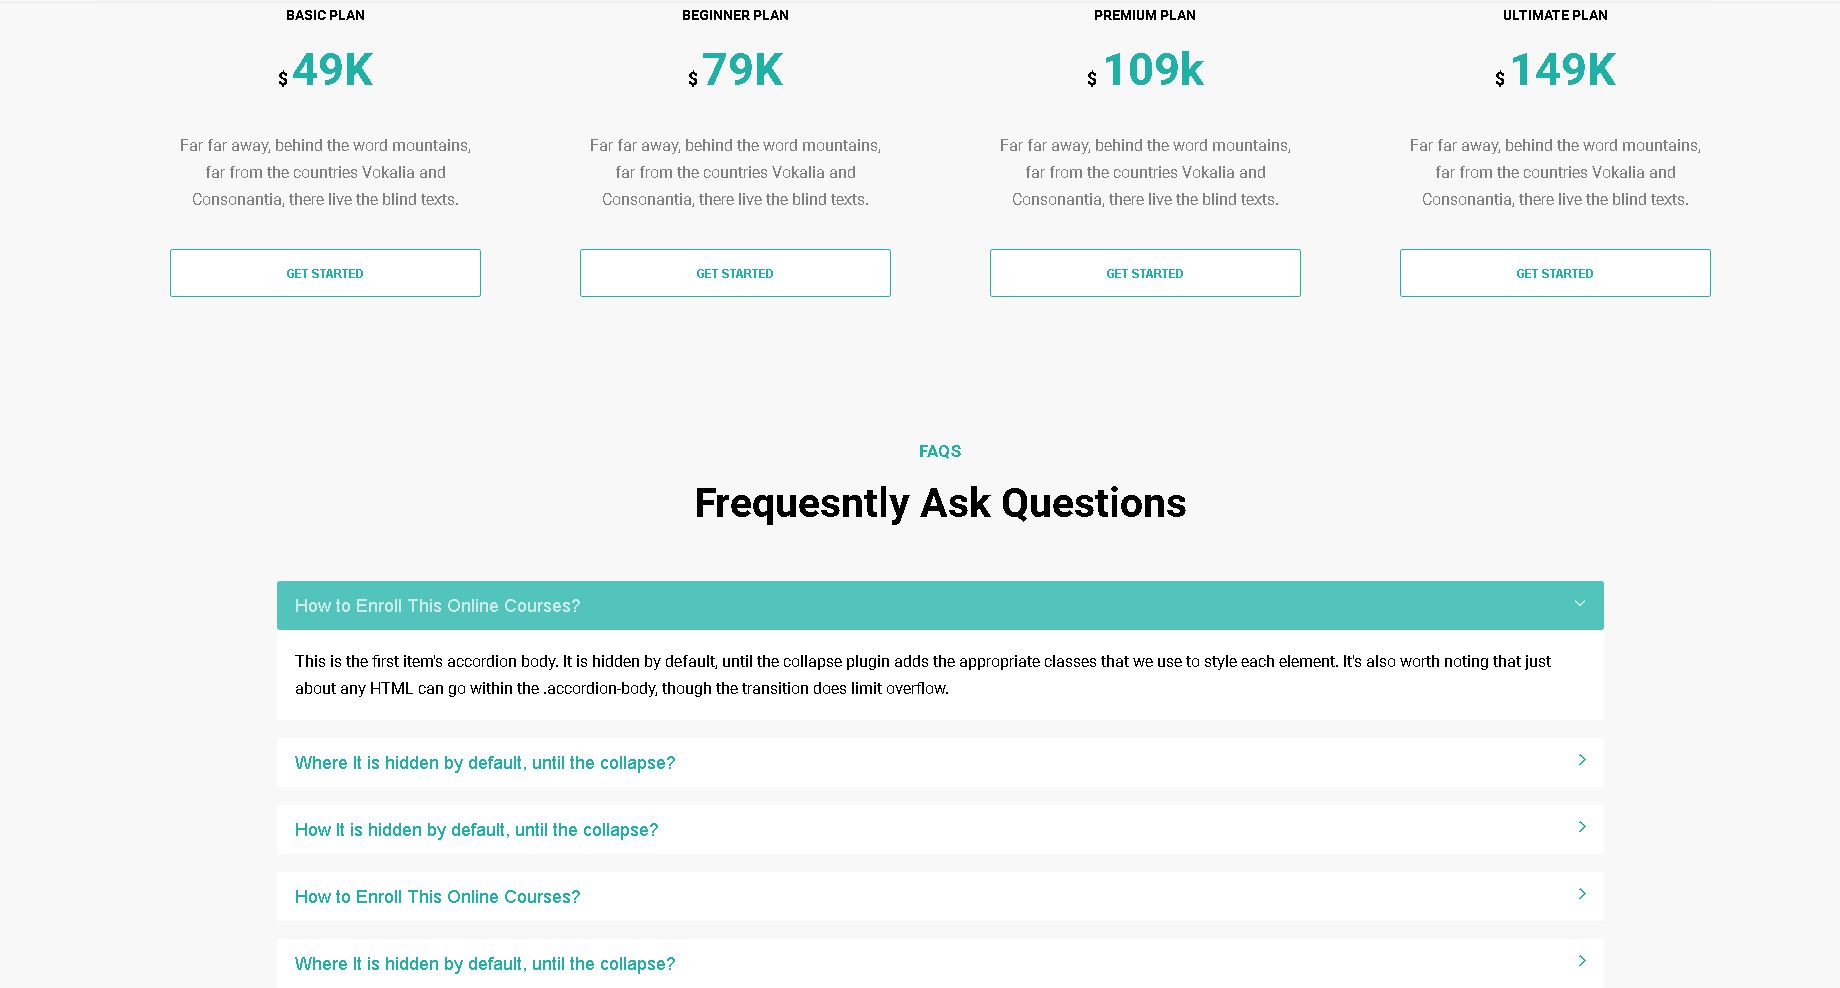 BASIC PLAN
$ 49K
Far far away, behind the word mountains,
far from the countries Vokalia and
Consonantia, there live the blind texts.
GET STARTED
BEGINNER PLAN
$ 79K
Far far away, behind the word mountains,
far from the countries Vokalia and
Consonantia, there live the blind texts.
GET STARTED
PREMIUM PLAN
$ 109k
Far far away, behind the word mountains,
far from the countries Vokalia and
Consonantia, there live the blind texts.
GET STARTED
ULTIMATE PLAN
$ 149K
Far far away, behind the word mountains,
far from the countries Vokalia and
Consonantia, there live the blind texts.
GET STARTED
FAQS
Frequesntly Ask Questions
How to Enroll This Online Courses?
This is the first item's accordion body. It is hidden by default, until the collapse plugin adds the appropriate classes that we use to style each element. It's also worth noting that just
about any HTML can go within the .accordion-body, though the transition does limit overflow.
Where It is hidden by default, until the collapse?
How It is hidden by default, until the collapse?
How to Enroll This Online Courses?
Where It is hidden by default, until the collapse?